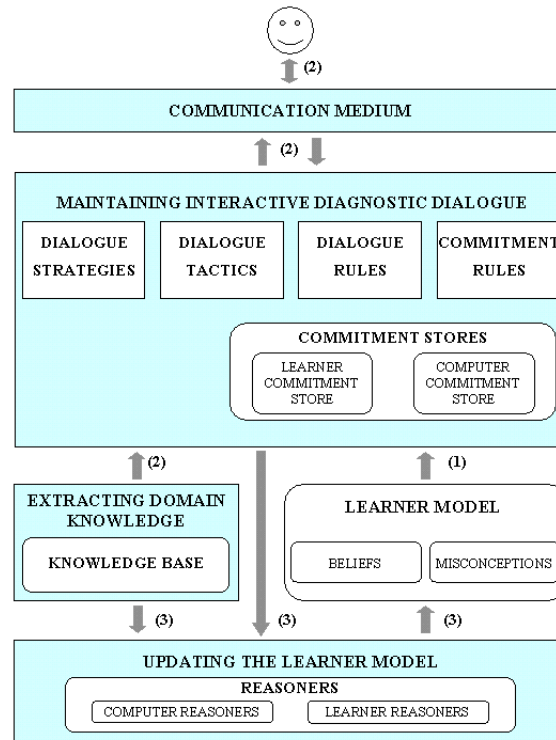 (2)
COMMUNICATION MEDIUM
(2)
MAINTAINING INTERACTIVE DIAGNOSTIC DIALOGUE
DIALOGUE
STRATEGIES
DIALOGUE
TACTICS
DIALOGUE
RULES
COMMITMENT
RULES
COMMITMENT STORES
LEARNER
COMMITMENT
STORE
COMPUTER
COMMITMENT
STORE
(2)
(1)
EXTRACTING DOMAIN
KNOWLEDGE
KNOWLEDGE BASE
LEARNER MODEL
BELIEFS
MISCONCEPTIONS
(3)
(3)
(3)
UPDATING THE LEARNER MODEL
REASONERS
COMPUTER REASONERS
LEARNER REASONERS